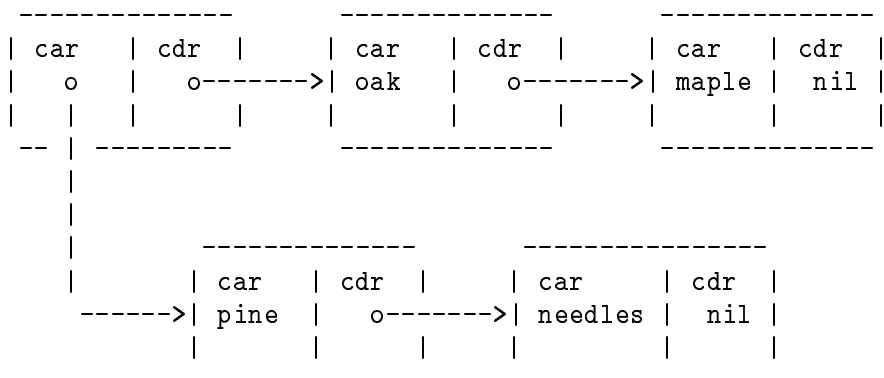 --------------       --------------       --------------
| car   | cdr  |     | car   | cdr  |     | car   | cdr  |
|   o   |   o------->| oak   |   o------->| maple |  nil |
|   |   |      |     |       |      |     |       |      |
 -- | ---------       --------------       --------------
    |
    |
    |        --------------       ----------------
    |       | car   | cdr  |     | car     | cdr  |
     ------>| pine  |   o------->| needles |  nil |
            |       |      |     |         |      |